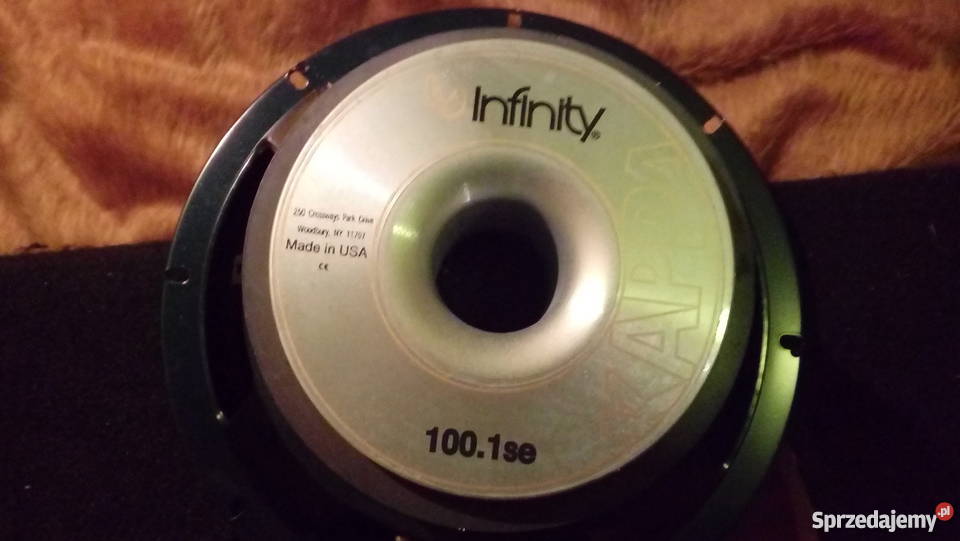 Infinity®
250 Crossways Park Drive
Woodbury, NY 11797
Made in USA
CE
KAPPA
100.1se
Sprzedajemy.pl